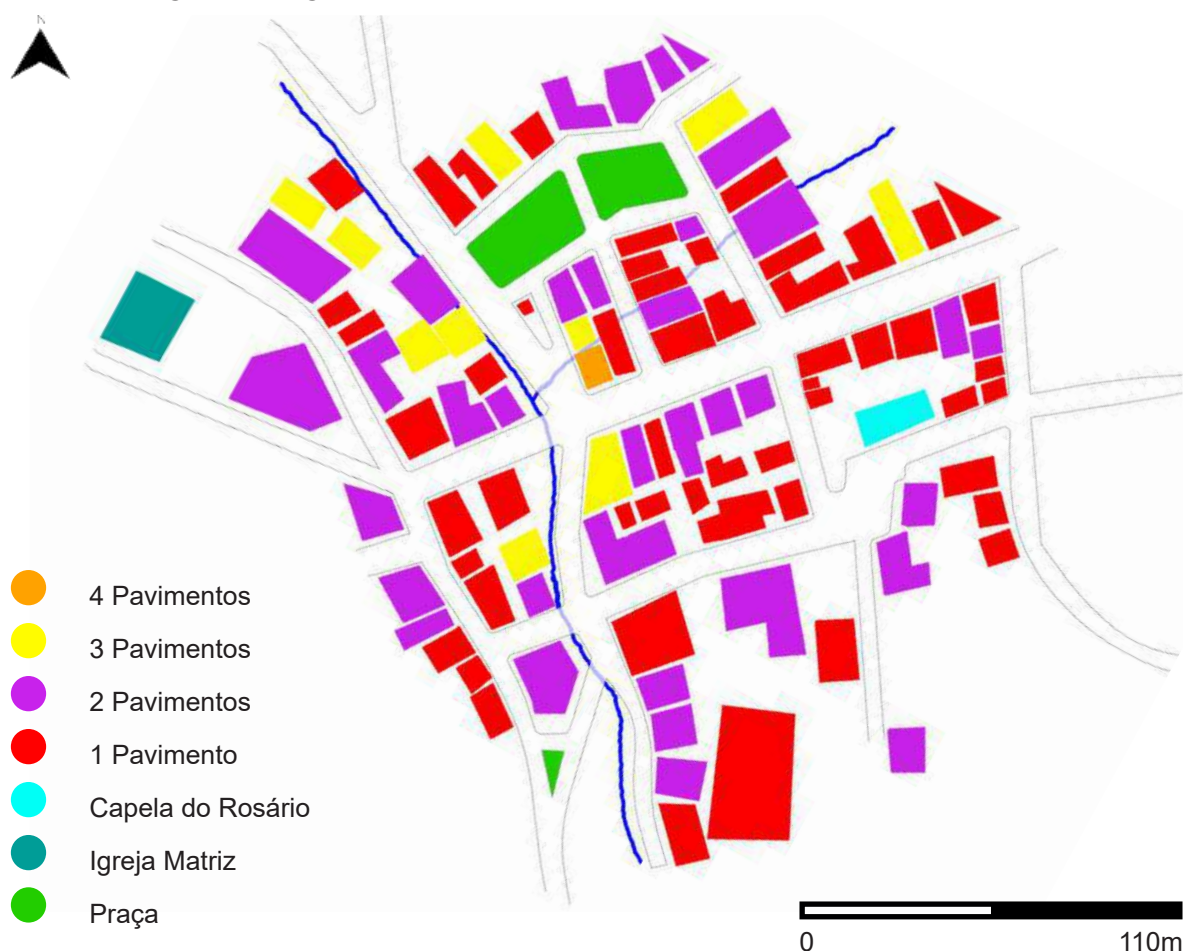 N
4 Pavimentos
3 Pavimentos
2 Pavimentos
1 Pavimento
Capela do Rosário
Igreja Matriz
Praça
0 110m